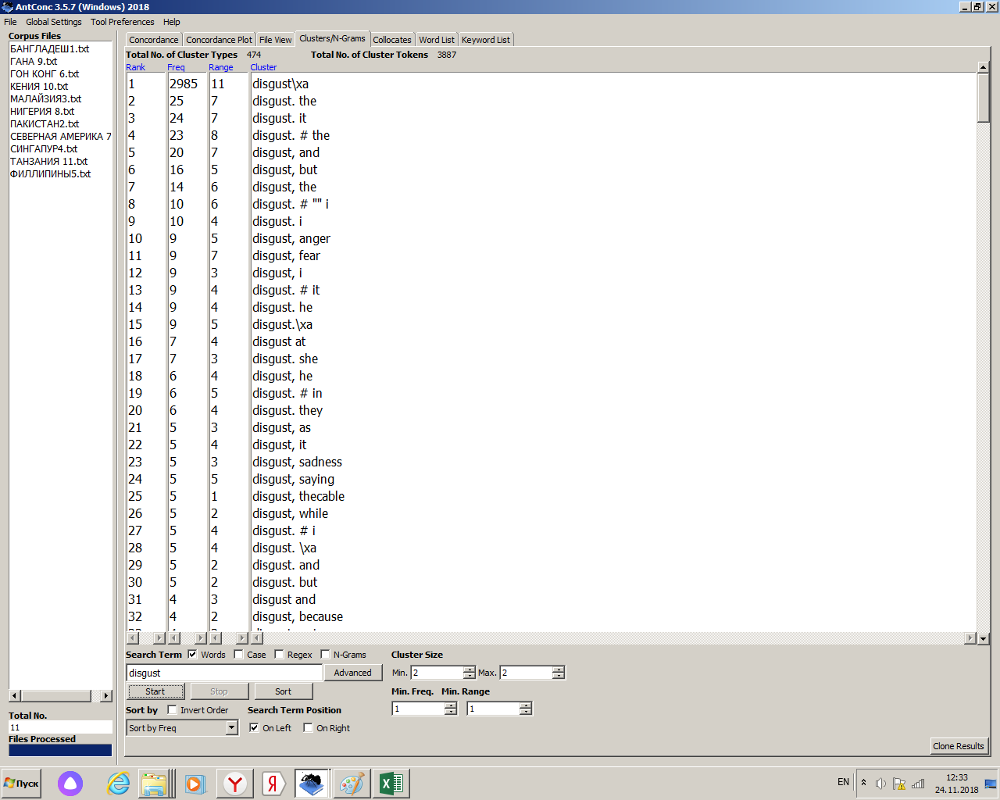 AntConc 3.5.7 (Windows) 2018
File Global Settings Tool Preferences Help
Corpus Files
БАНГЛАДЕШ1.txt
ГАНА 9.txt
ГОН КОНГ 6.txt
КЕНИЯ 10.txt
МАЛАЙЗИЯ3.txt
НИГЕРИЯ 8.txt
ПАКИСТАН2.txt
СЕВЕРНАЯ АМЕРИКА 7
СИНГАПУР4.txt
ТАНЗАНИЯ 11.txt
ФИЛЛИПИНЫ5.txt
Total No.
11
Files Processed
Concordance Concordance Plot File View Clusters/N-Grams Collocates Word List Keyword List
Total No. of Cluster Types 474 Total No. of Cluster Tokens 3887
Rank Freq Range Cluster
1 2985 11 disgust\xa
2 25 7 disgust. the
3 24 7 disgust. it
4 23 8 disgust. # the
5 20 7 disgust, and
6 16 5 disgust, but
7 14 6 disgust, the
8 10 6 disgust. # "" i
9 10 4 disgust. i
10 9 5 disgust, anger
11 9 7 disgust, fear
12 9 3 disgust, i
13 9 4 disgust. # it
14 9 4 disgust. he
15 9 5 disgust.\xa
16 7 4 disgust at
17 7 3 disgust. she
18 6 4 disgust, he
19 6 5 disgust. # in
20 6 4 disgust. they
21 5 3 disgust, as
22 5 4 disgust, it
23 5 3 disgust, sadness
24 5 5 disgust, saying
25 5 1 disgust, thecable
26 5 2 disgust, while
27 5 4 disgust. # i
28 5 4 disgust. \xa
29 5 2 disgust. and
30 5 2 disgust. but
31 4 3 disgust and
32 4 2 disgust, because
Search Term Words Case Regex N-Grams Cluster Size
disgust Advanced Min. 2 Max. 2
Start Stop Sort Min. Freq. Min. Range
1 1
Sort by Invert Order Search Term Position
Sort by Freq On Left On Right
Clone Results
Пуск EN 12:33
24.11.2018